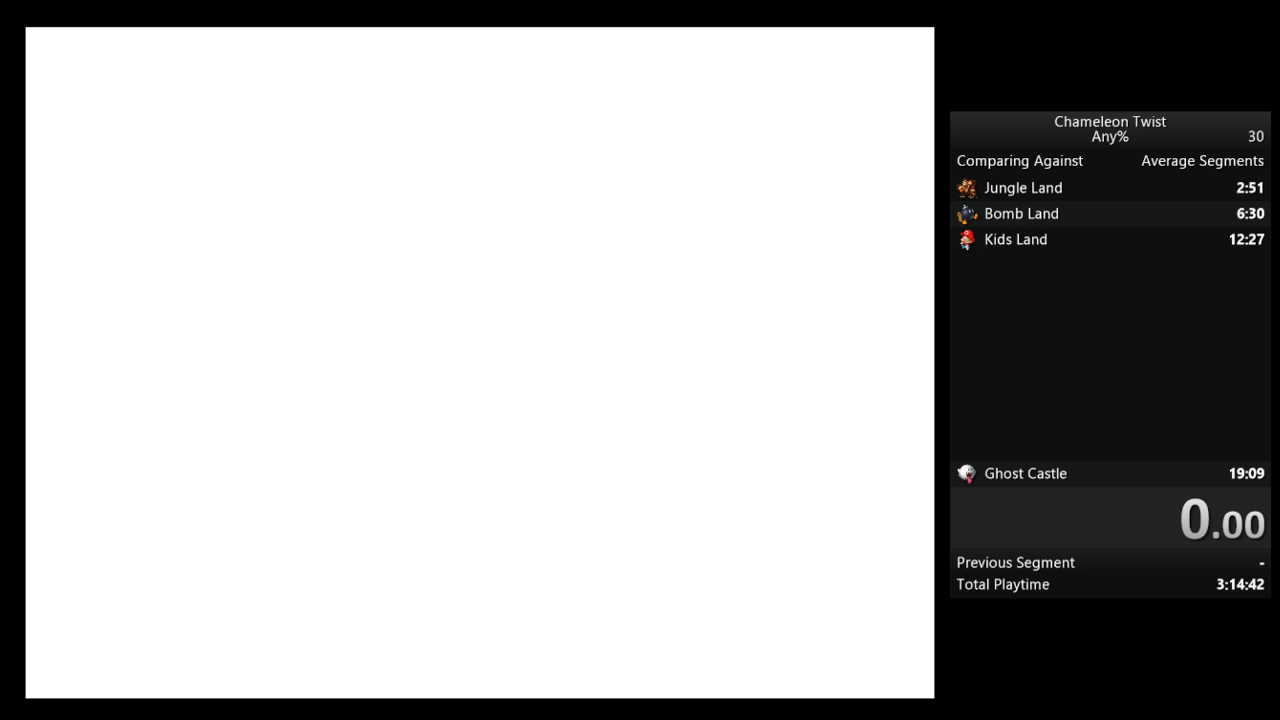 Chameleon Twist
Any% 30
Comparing Against Average Segments
Jungle Land 2:51
Bomb Land 6:30
Kids Land 12:27
Ghost Castle 19:09
0.00
Previous Segment -
Total Playtime 3:14:42